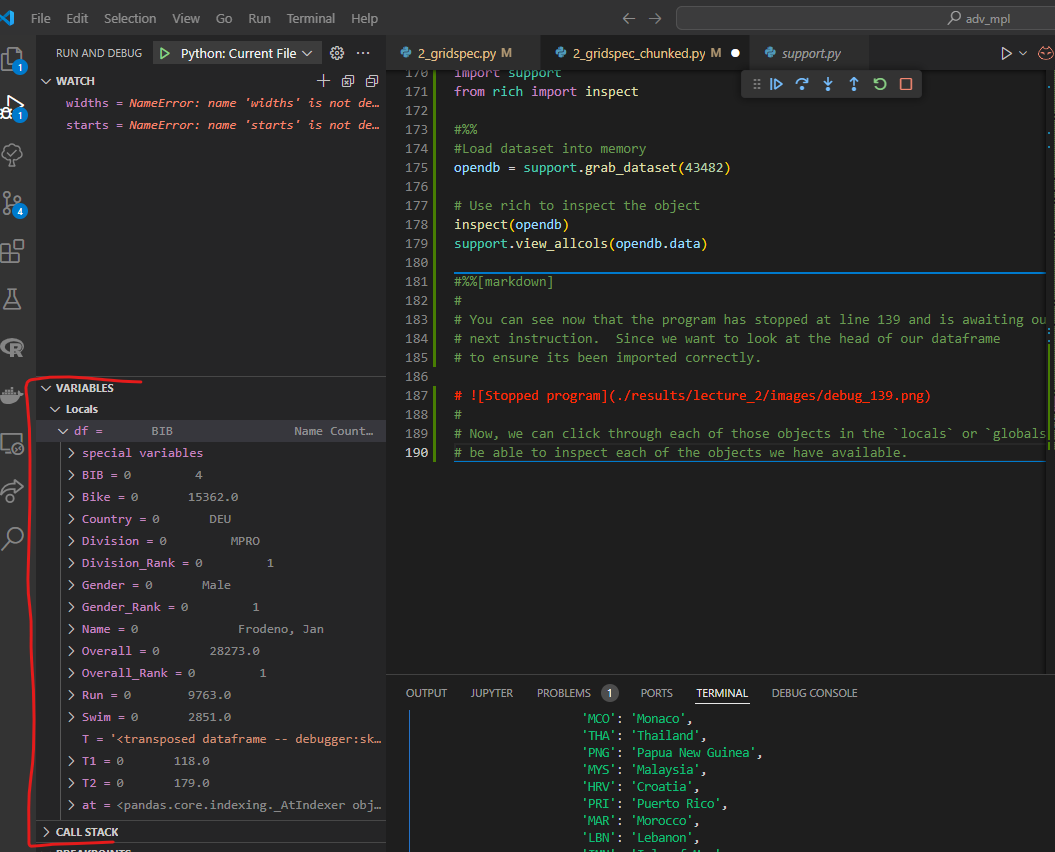 File Edit Selection View Go Run Terminal Help
adv_mpl
RUN AND DEBUG Python: Current File ...
WATCH
widths = NameError: name 'widths' is not de…
starts = NameError: name 'starts' is not de…
1
1
4
VARIABLES
Locals
df = BIB Name Count…
special variables
BIB = 0 4
Bike = 0 15362.0
Country = 0 DEU
Division = 0 MPRO
Division_Rank = 0 1
Gender = 0 Male
Gender_Rank = 0 1
Name = 0 Frodeno, Jan
Overall = 0 28273.0
Overall_Rank = 0 1
Run = 0 9763.0
Swim = 0 2851.0
T = '<transposed dataframe -- debugger:sk…
T1 = 0 118.0
T2 = 0 179.0
at = <pandas.core.indexing._AtIndexer obj…
CALL STACK
BREAKPOINTS
2_gridspec.py M 2_gridspec_chunked.py M support.py
170 import support
171 from rich import inspect
172
173 #%%
174 #Load dataset into memory
175 opendb = support.grab_dataset(43482)
176
177 # Use rich to inspect the object
178 inspect(opendb)
179 support.view_allcols(opendb.data)
180
181 #%%[markdown]
182 #
183 # You can see now that the program has stopped at line 139 and is awaiting ou
184 # next instruction.  Since we want to look at the head of our dataframe
185 # to ensure its been imported correctly.
186
187 # ![Stopped program](./results/lecture_2/images/debug_139.png)
188 #
189 # Now, we can click through each of those objects in the `locals` or `globals
190 # be able to inspect each of the objects we have available.
OUTPUT JUPYTER PROBLEMS 1 PORTS TERMINAL DEBUG CONSOLE
'MCO': 'Monaco',
'THA': 'Thailand',
'PNG': 'Papua New Guinea',
'MYS': 'Malaysia',
'HRV': 'Croatia',
'PRI': 'Puerto Rico',
'MAR': 'Morocco',
'LBN': 'Lebanon',